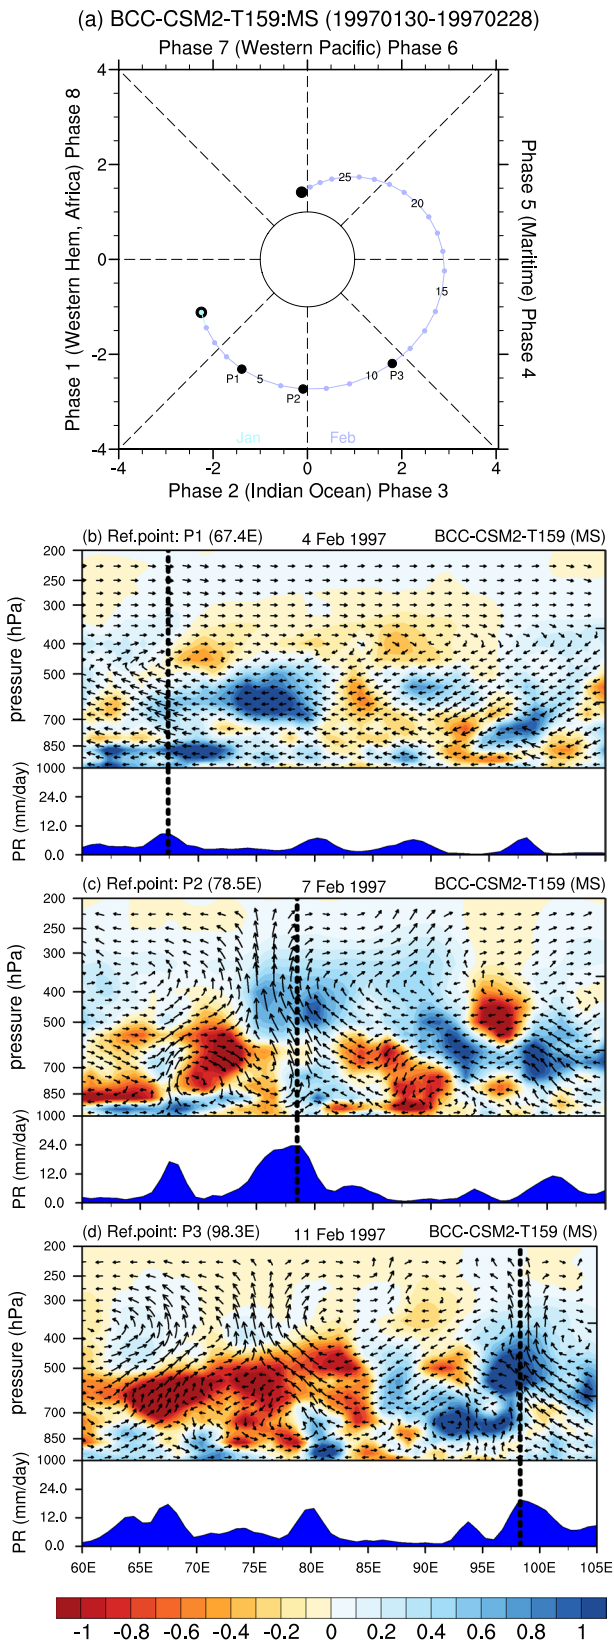 (a) BCC-CSM2-T159:MS (19970130-19970228)
Phase 7 (Western Pacific) Phase 6
Phase 1 (Western Hem, Africa) Phase 8
Phase 5 (Maritime) Phase 4
4
2
0
-2
-4
25
20
15
10
5
P1
P2
P3
Jan
Feb
-4 -2 0 2 4
Phase 2 (Indian Ocean) Phase 3
(b) Ref.point: P1 (67.4E) 4 Feb 1997 BCC-CSM2-T159 (MS)
pressure (hPa)
200
250
300
400
500
700
850
1000
PR (mm/day)
24.0
12.0
0.0
(c) Ref.point: P2 (78.5E) 7 Feb 1997 BCC-CSM2-T159 (MS)
pressure (hPa)
200
250
300
400
500
700
850
1000
PR (mm/day)
24.0
12.0
0.0
(d) Ref.point: P3 (98.3E) 11 Feb 1997 BCC-CSM2-T159 (MS)
pressure (hPa)
200
250
300
400
500
700
850
1000
PR (mm/day)
24.0
12.0
0.0
60E 65E 70E 75E 80E 85E 90E 95E 100E 105E
-1 -0.8 -0.6 -0.4 -0.2 0 0.2 0.4 0.6 0.8 1